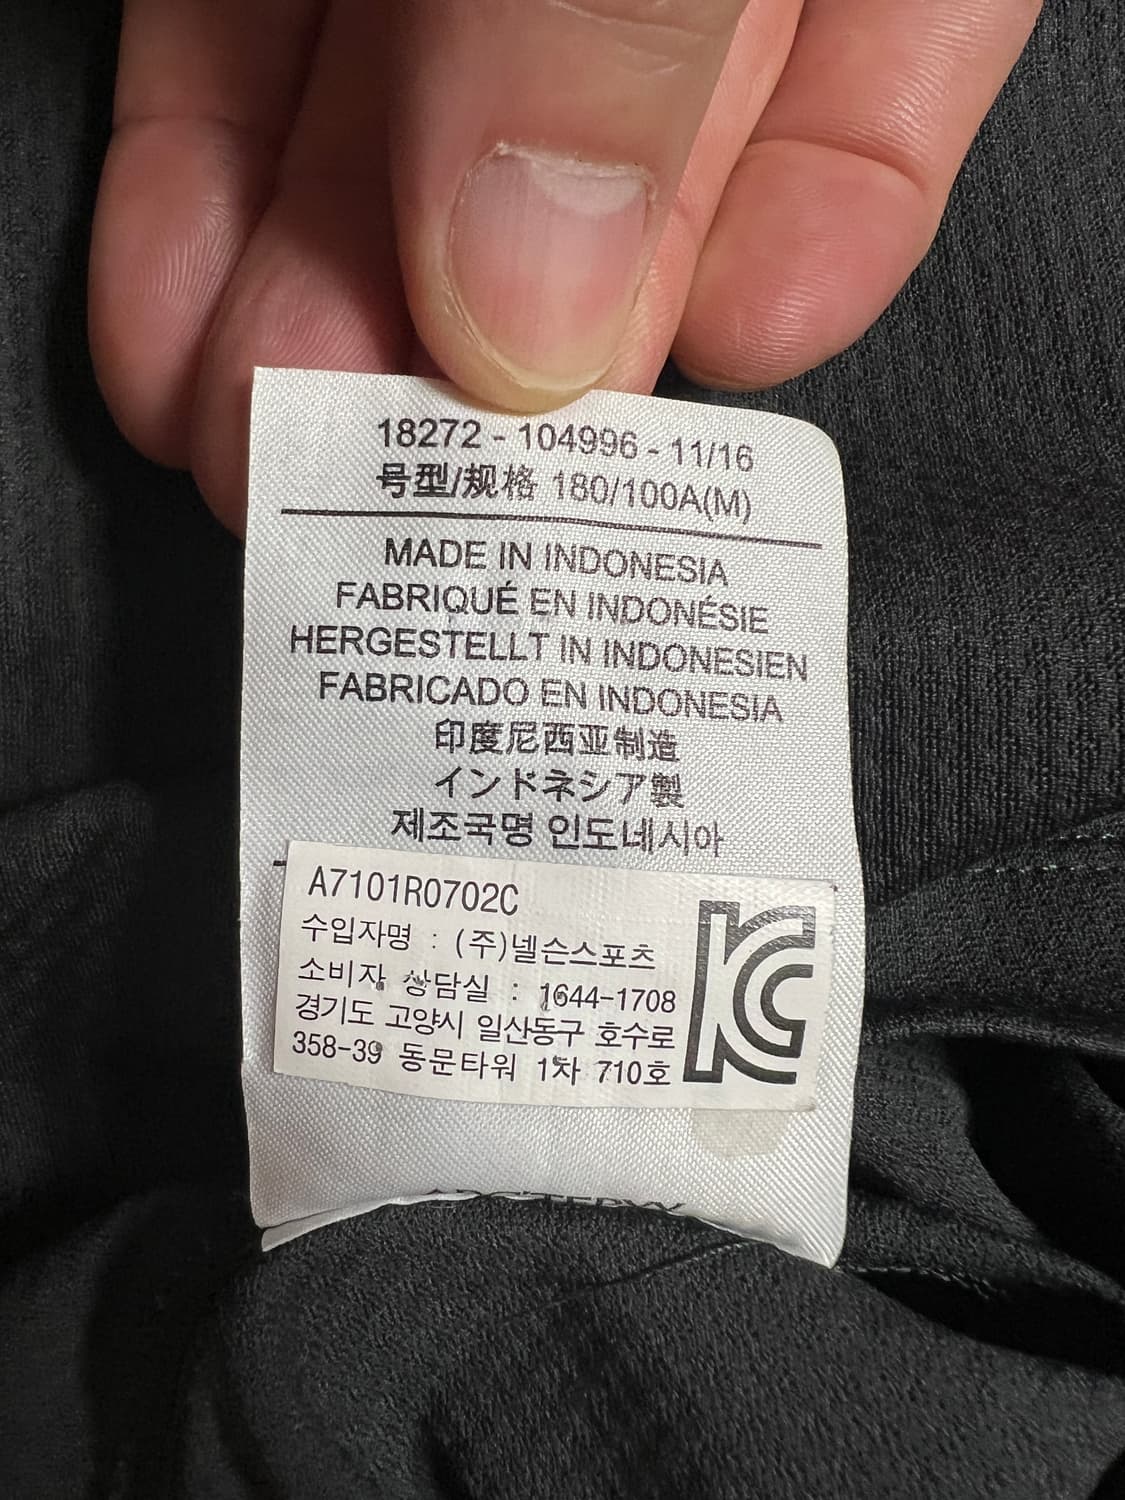 18272 - 104996 - 11/16
号型/规格 180/100A(M)
MADE IN INDONESIA
FABRIQUÉ EN INDONÉSIE
HERGESTELLT IN INDONESIEN
FABRICADO EN INDONESIA
印度尼西亚制造
インドネシア製
제조국명 인도네시아
A7101R0702C
수입자명 : (주)넬슨스포츠
소비자 상담실 : 1644-1708
경기도 고양시 일산동구 호수로
358-39 동문타워 1차 710호
KC